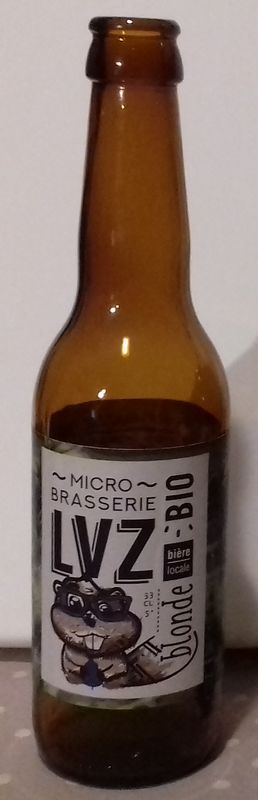 ~ MICRO ~
BRASSERIE
LVZ
33
CL
5°
blonde
bière
locale
BIO